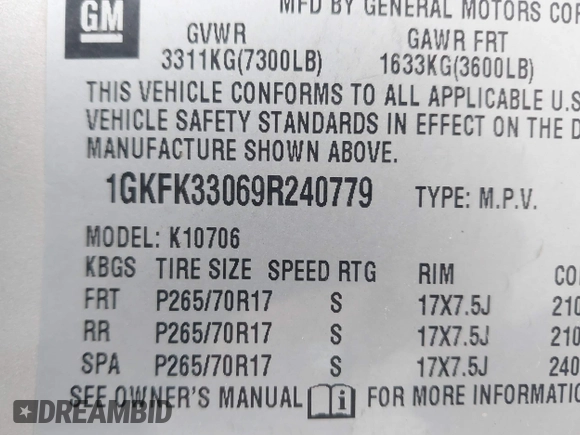 GM
MFD BY GENERAL MOTORS COR
GVWR GAWR FRT
3311KG(7300LB) 1633KG(3600LB)
THIS VEHICLE CONFORMS TO ALL APPLICABLE U.S
VEHICLE SAFETY STANDARDS IN EFFECT ON THE D
MANUFACTURE SHOWN ABOVE.
1GKFK33069R240779 TYPE: M.P.V.
MODEL: K10706
KBGS TIRE SIZE SPEED RTG RIM CO
FRT P265/70R17 S 17X7.5J 210
RR P265/70R17 S 17X7.5J 210
SPA P265/70R17 S 17X7.5J 240
SEE OWNER'S MANUAL i FOR MORE INFORMATIO
DREAMBID